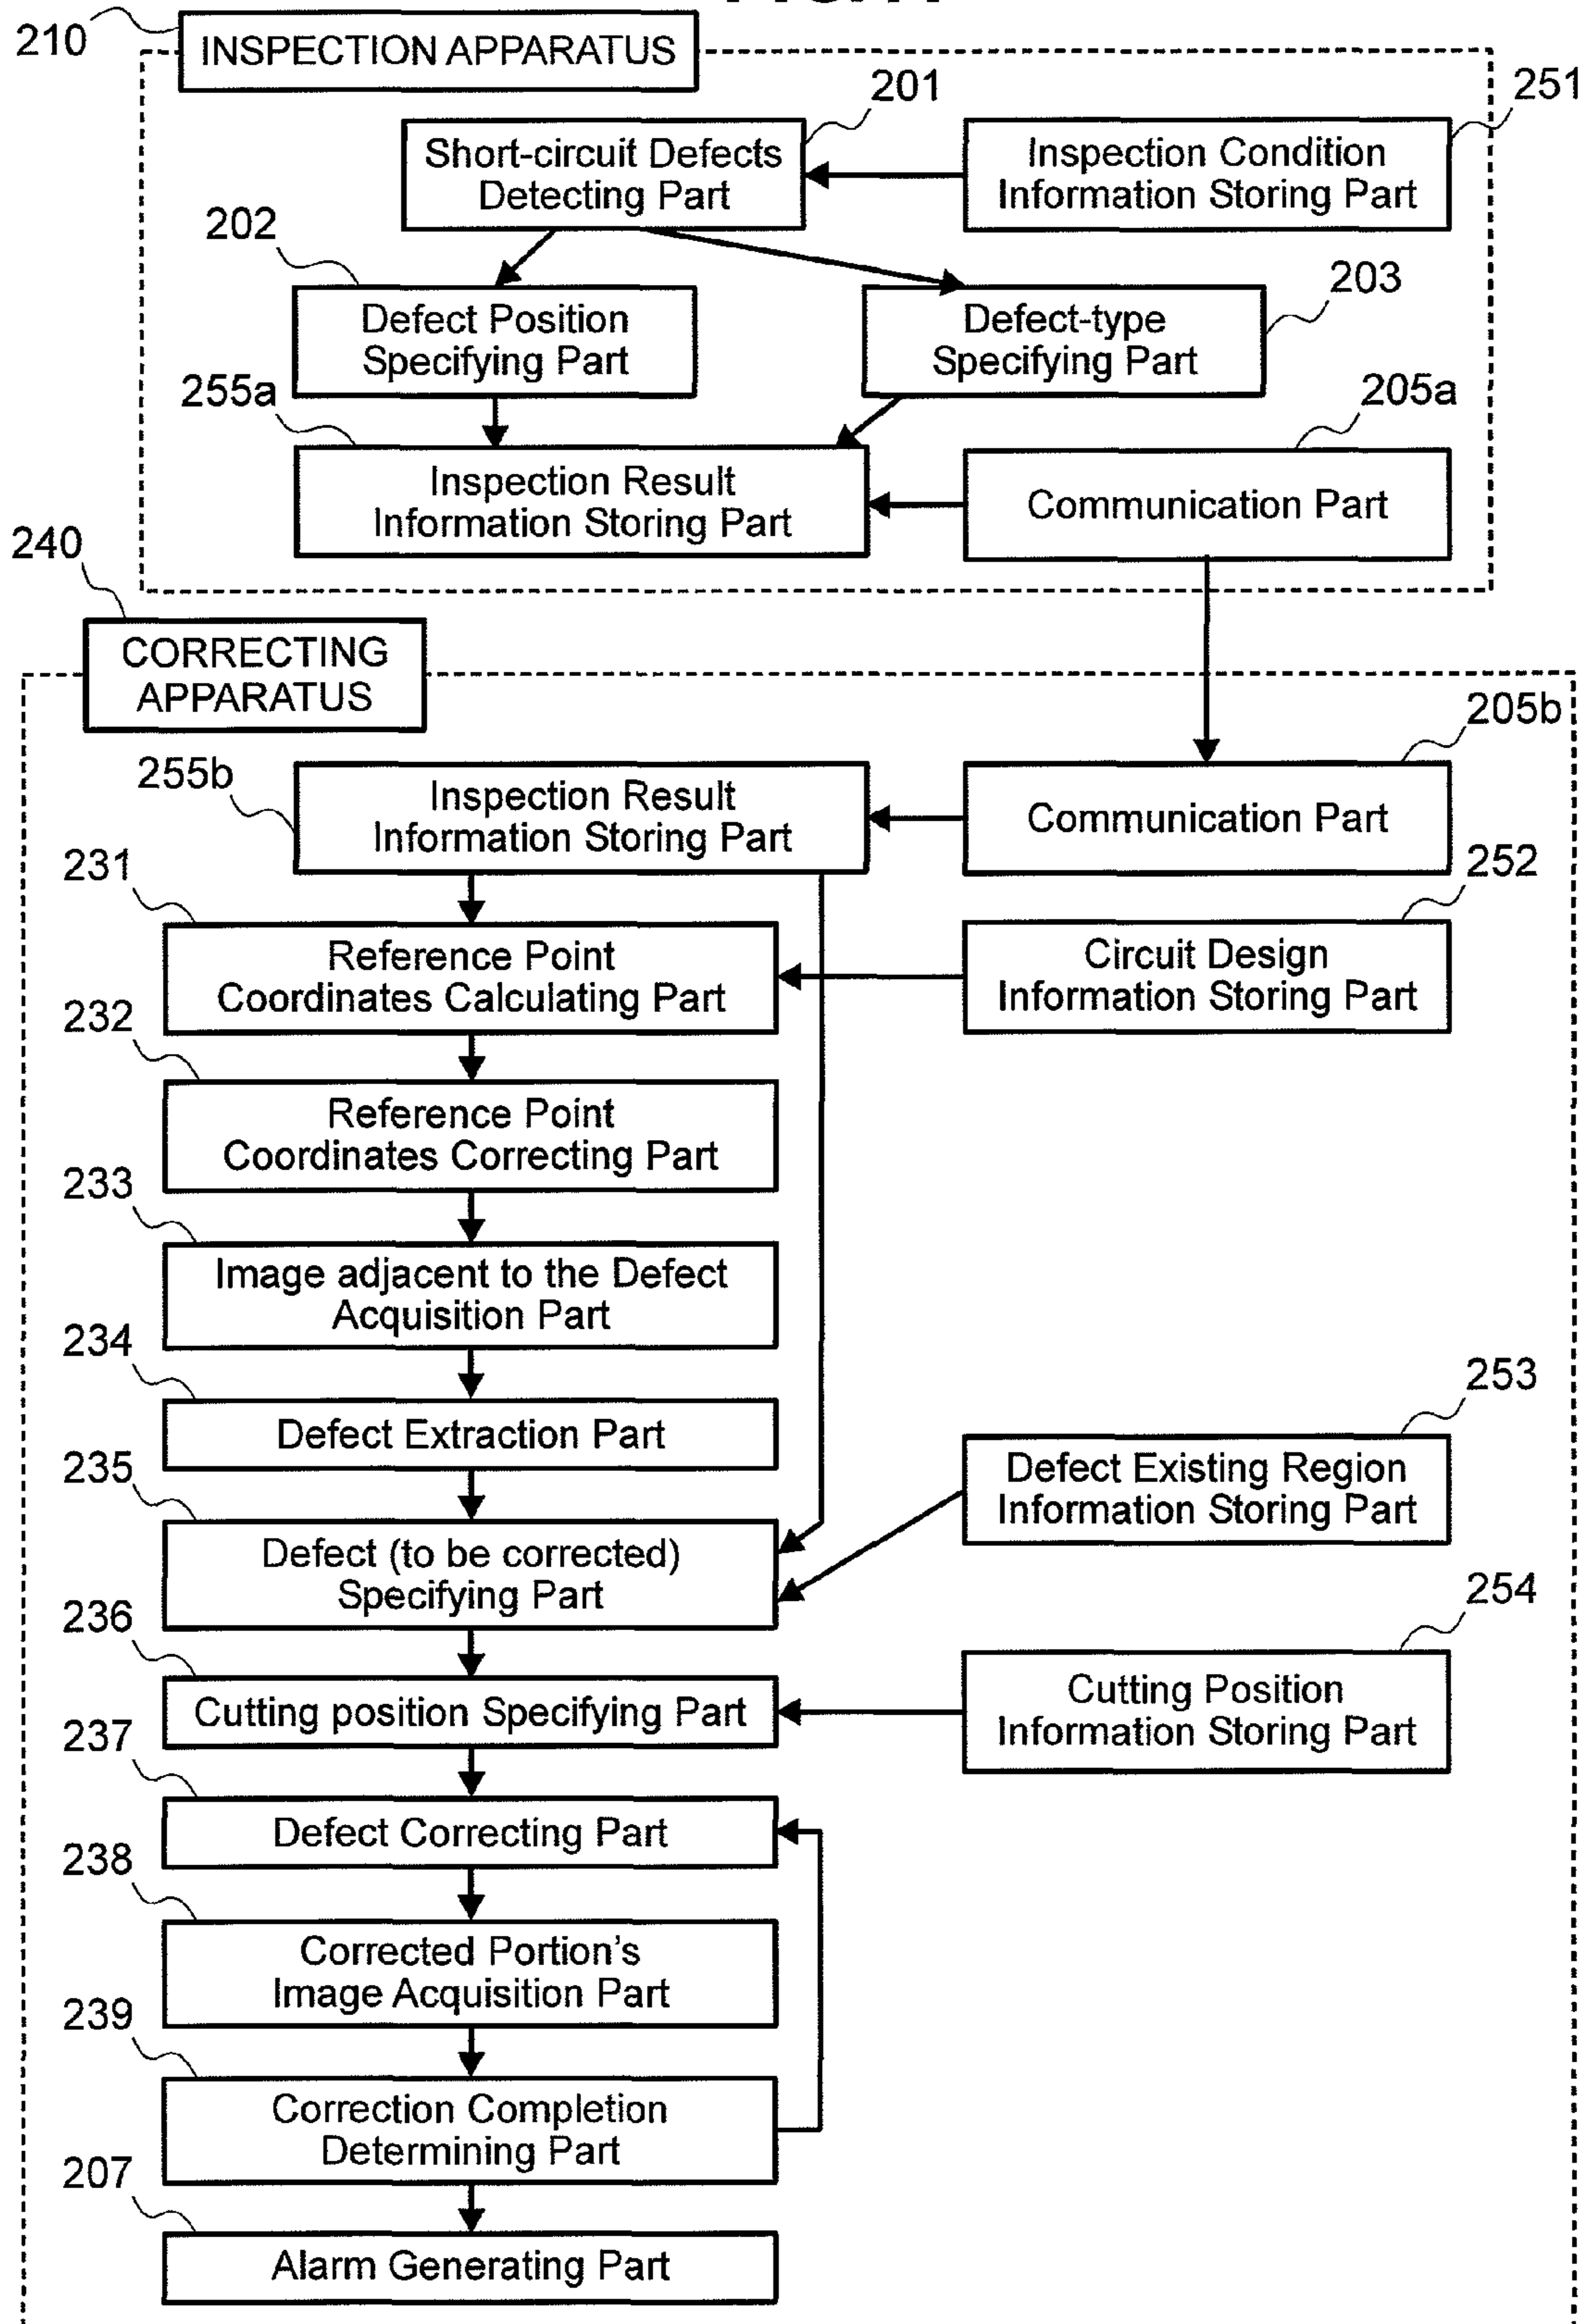 210
INSPECTION APPARATUS
201
251
Short-circuit Defects
Detecting Part
Inspection Condition
Information Storing Part
202
203
Defect Position
Specifying Part
Defect-type
Specifying Part
255a
205a
Inspection Result
Information Storing Part
Communication Part
240
CORRECTING
APPARATUS
205b
255b
Inspection Result
Information Storing Part
Communication Part
231
252
Reference Point
Coordinates Calculating Part
Circuit Design
Information Storing Part
232
Reference Point
Coordinates Correcting Part
233
Image adjacent to the Defect
Acquisition Part
234
253
Defect Extraction Part
Defect Existing Region
Information Storing Part
235
Defect (to be corrected)
Specifying Part
236
254
Cutting position Specifying Part
Cutting Position
Information Storing Part
237
Defect Correcting Part
238
Corrected Portion's
Image Acquisition Part
239
Correction Completion
Determining Part
207
Alarm Generating Part